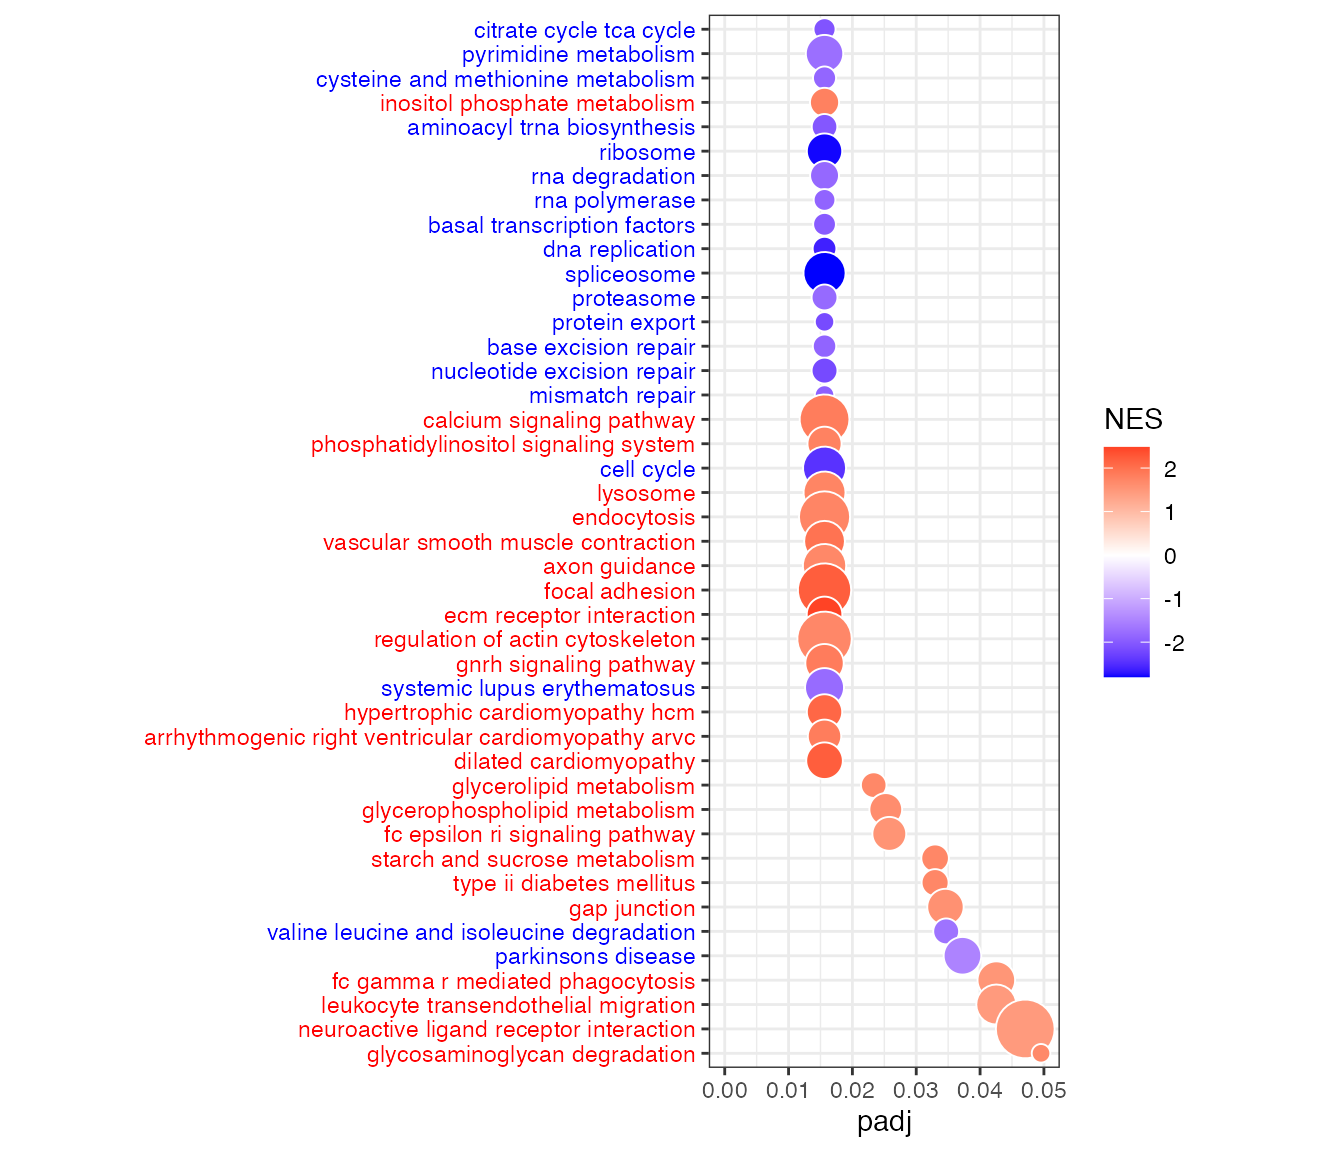 citrate cycle tca cycle
pyrimidine metabolism
cysteine and methionine metabolism
inositol phosphate metabolism
aminoacyl trna biosynthesis
ribosome
rna degradation
rna polymerase
basal transcription factors
dna replication
spliceosome
proteasome
protein export
base excision repair
nucleotide excision repair
mismatch repair
calcium signaling pathway
phosphatidylinositol signaling system
cell cycle
lysosome
endocytosis
vascular smooth muscle contraction
axon guidance
focal adhesion
ecm receptor interaction
regulation of actin cytoskeleton
gnrh signaling pathway
systemic lupus erythematosus
hypertrophic cardiomyopathy hcm
arrhythmogenic right ventricular cardiomyopathy arvc
dilated cardiomyopathy
glycerolipid metabolism
glycerophospholipid metabolism
fc epsilon ri signaling pathway
starch and sucrose metabolism
type ii diabetes mellitus
gap junction
valine leucine and isoleucine degradation
parkinsons disease
fc gamma r mediated phagocytosis
leukocyte transendothelial migration
neuroactive ligand receptor interaction
glycosaminoglycan degradation
0.00 0.01 0.02 0.03 0.04 0.05
padj
NES
2
1
0
-1
-2